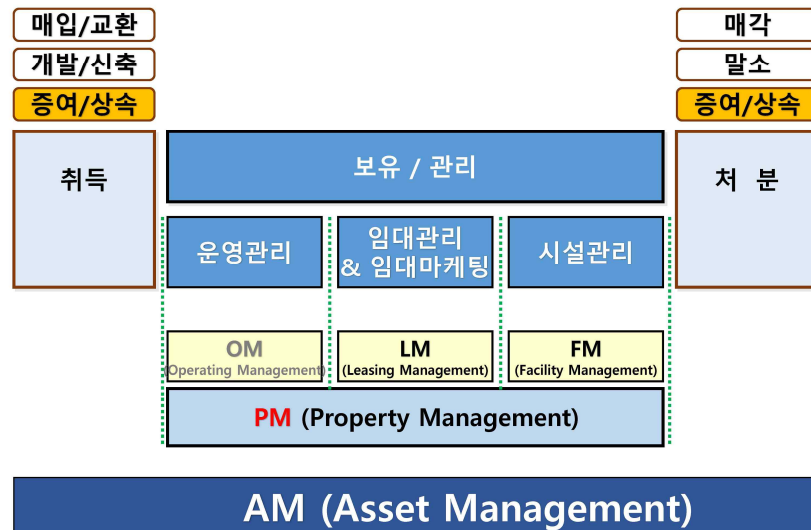 매입/교환
개발/신축
증여/상속
매각
말소
증여/상속
취득
보유 / 관리
처 분
운영관리
임대관리
& 임대마케팅
시설관리
OM
(Operating Management)
LM
(Leasing Management)
FM
(Facility Management)
PM (Property Management)
AM (Asset Management)